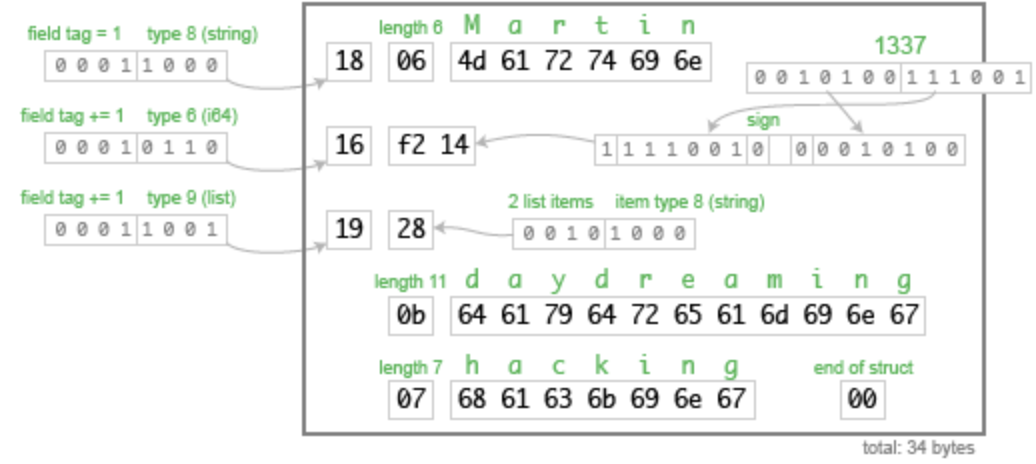 field tag = 1 type 8 (string)
0 0 0 1 1 0 0 0
length 6 M a r t i n
18 06 4d 61 72 74 69 6e
1337
0 0 1 0 1 0 0 1 1 1 0 0 1
field tag += 1 type 6 (i64)
0 0 0 1 0 1 1 0
16 f2 14
sign
1 1 1 1 0 0 1 0 0 0 0 1 0 1 0 0
field tag += 1 type 9 (list)
0 0 0 1 1 0 0 1
19 28
2 list items item type 8 (string)
0 0 1 0 1 0 0 0
length 11 d a y d r e a m i n g
0b 64 61 79 64 72 65 61 6d 69 6e 67
length 7 h a c k i n g
07 68 61 63 6b 69 6e 67
end of struct
00
total: 34 bytes